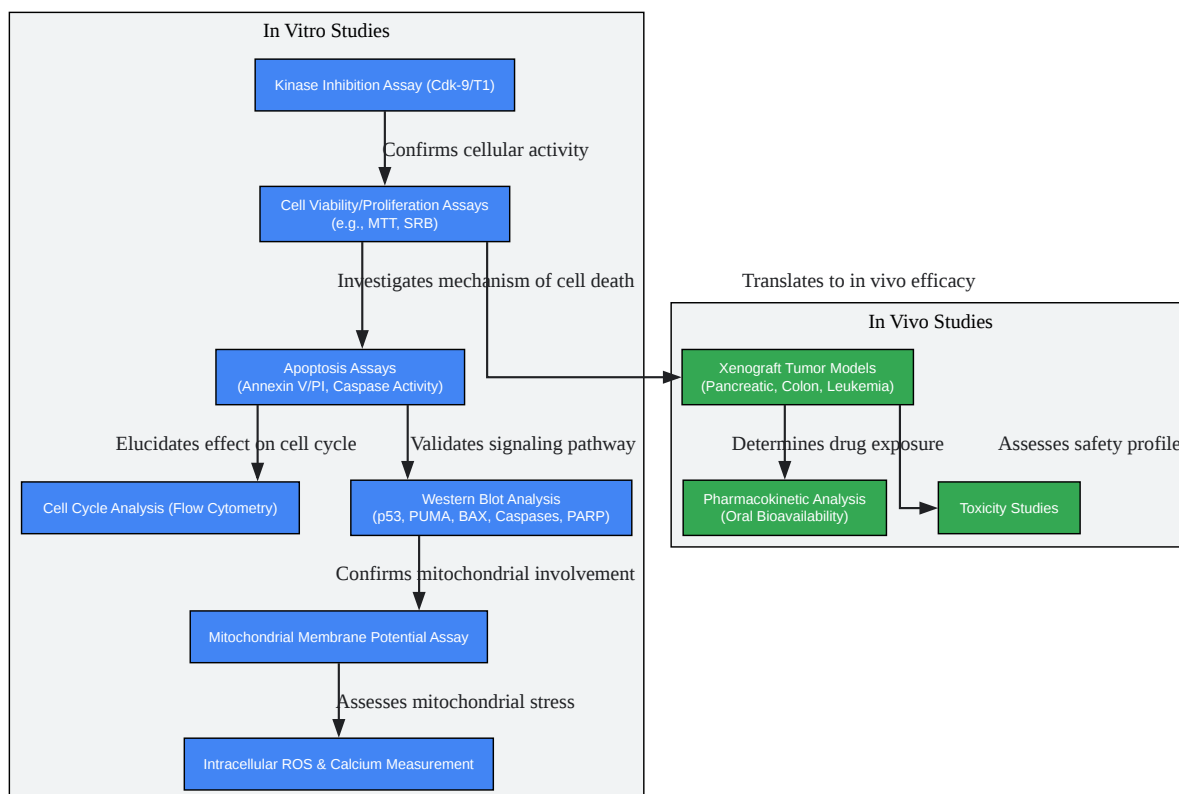 In Vitro Studies
Kinase Inhibition Assay (Cdk-9/T1)
Confirms cellular activity
Cell Viability/Proliferation Assays
(e.g., MTT, SRB)
Investigates mechanism of cell death
Translates to in vivo efficacy
In Vivo Studies
Apoptosis Assays
(Annexin V/PI, Caspase Activity)
Xenograft Tumor Models
(Pancreatic, Colon, Leukemia)
Elucidates effect on cell cycle
Validates signaling pathway
Determines drug exposure
Assesses safety profile
Cell Cycle Analysis (Flow Cytometry)
Western Blot Analysis
(p53, PUMA, BAX, Caspases, PARP)
Pharmacokinetic Analysis
(Oral Bioavailability)
Toxicity Studies
Confirms mitochondrial involvement
Mitochondrial Membrane Potential Assay
Assesses mitochondrial stress
Intracellular ROS & Calcium Measurement